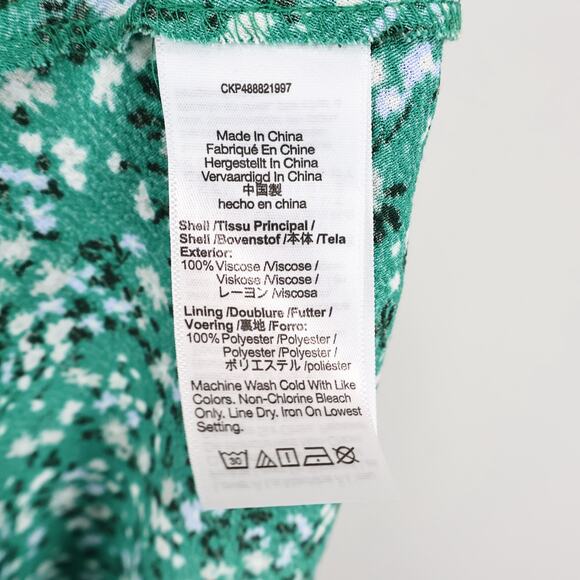 CKP488821997
Made In China
Fabriqué En Chine
Hergestellt In China
Vervaardigd In China
中国製
hecho en china
Shell /Tissu Principal /
Shell /Bovenstof /本体 /Tela
Exterior:
100% Viscose /Viscose /
Viskose /Viscose /
レーヨン /viscosa
Lining /Doublure /Futter /
Voering /裏地 /Forro:
100% Polyester /Polyester /
Polyester /Polyester /
ポリエステル /poliéster
Machine Wash Cold With Like
Colors. Non-Chlorine Bleach
Only. Line Dry. Iron On Lowest
Setting.
30